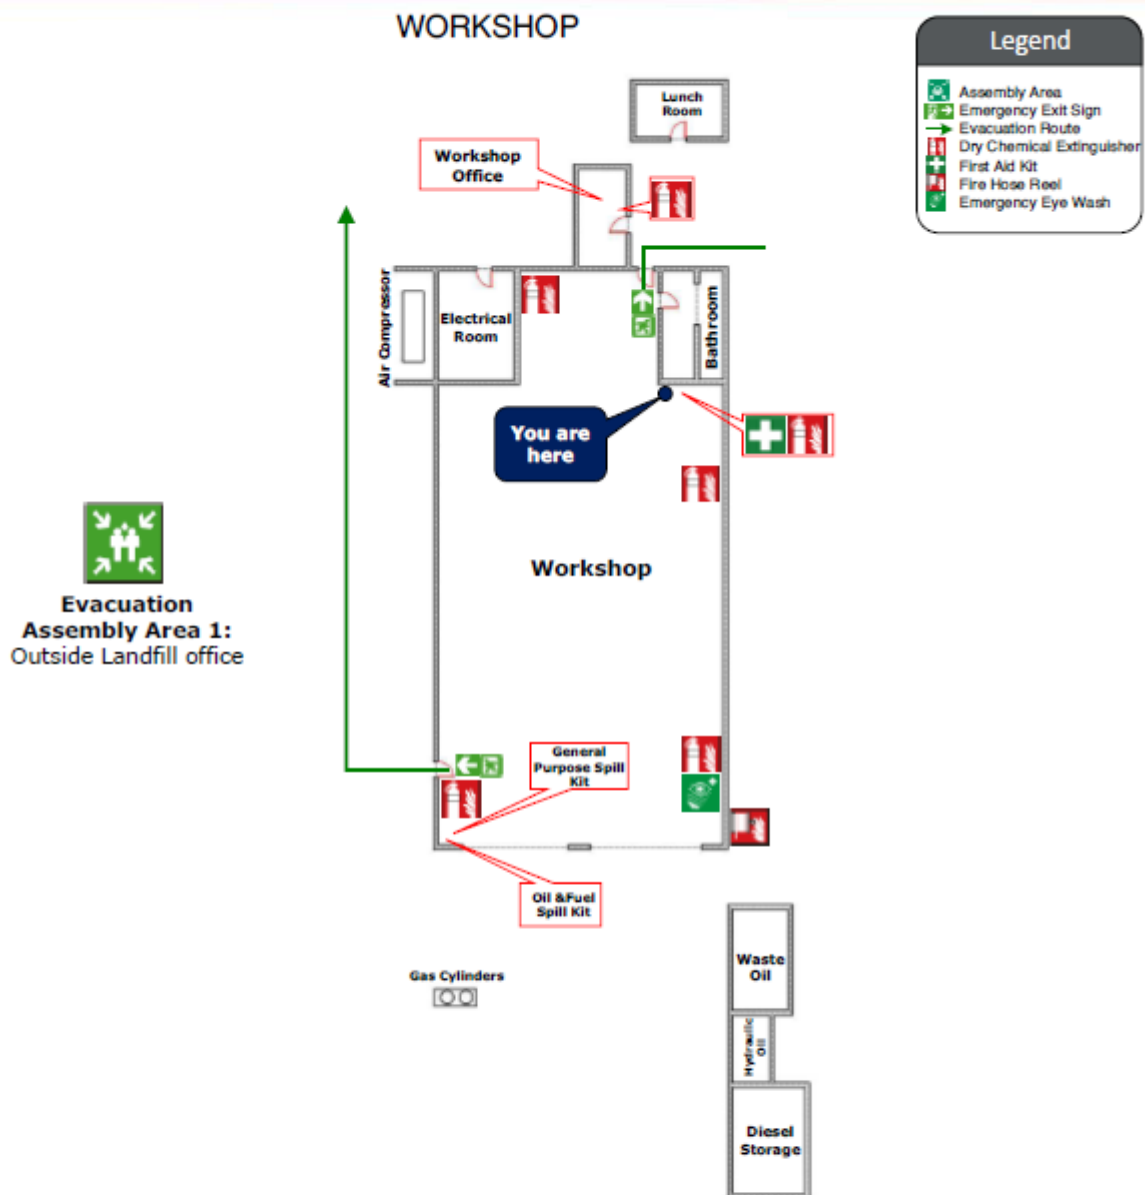 WORKSHOP
Legend
Assembly Area
Emergency Exit Sign
Evacuation Route
Dry Chemical Extinguisher
First Aid Kit
Fire Hose Reel
Emergency Eye Wash
Lunch
Room
Workshop
Office
Air Compressor
Electrical
Room
Bathroom
You are
here
Workshop
Evacuation
Assembly Area 1:
Outside Landfill office
General
Purpose Spill
Kit
Oil &Fuel
Spill Kit
Gas Cylinders
Waste
Oil
Hydraulic
Oil
Diesel
Storage